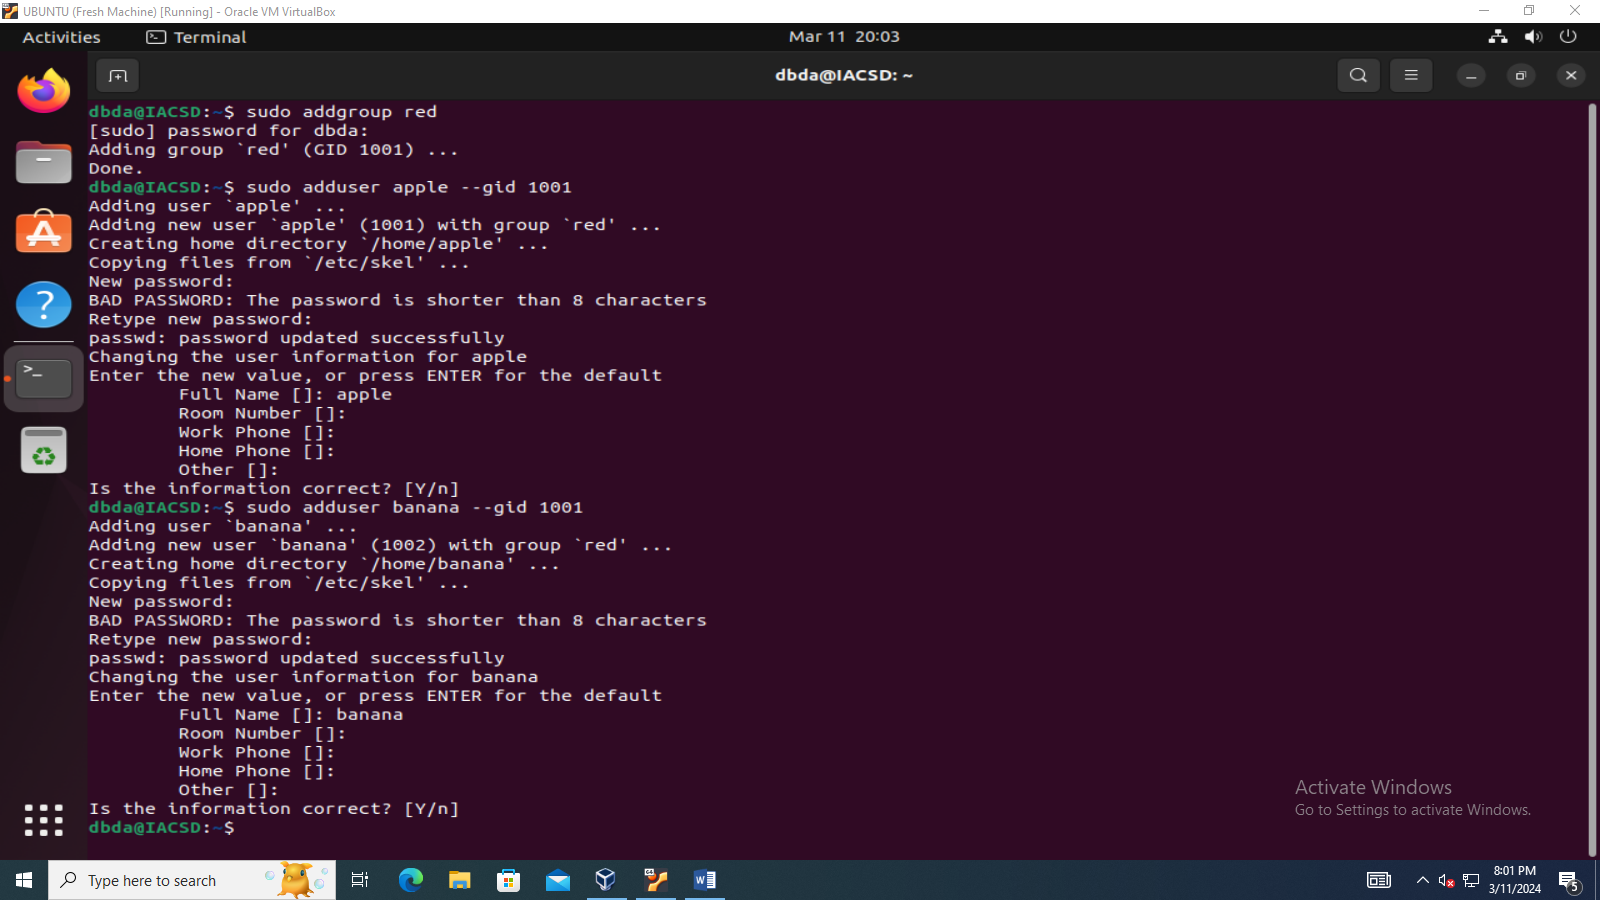 UBUNTU (Fresh Machine) [Running] - Oracle VM VirtualBox
Activities Terminal Mar 11 20:03
dbda@IACSD: ~
dbda@IACSD:~$ sudo addgroup red
[sudo] password for dbda:
Adding group `red' (GID 1001) ...
Done.
dbda@IACSD:~$ sudo adduser apple --gid 1001
Adding user `apple' ...
Adding new user `apple' (1001) with group `red' ...
Creating home directory `/home/apple' ...
Copying files from `/etc/skel' ...
New password:
BAD PASSWORD: The password is shorter than 8 characters
Retype new password:
passwd: password updated successfully
Changing the user information for apple
Enter the new value, or press ENTER for the default
Full Name []: apple
Room Number []:
Work Phone []:
Home Phone []:
Other []:
Is the information correct? [Y/n]
dbda@IACSD:~$ sudo adduser banana --gid 1001
Adding user `banana' ...
Adding new user `banana' (1002) with group `red' ...
Creating home directory `/home/banana' ...
Copying files from `/etc/skel' ...
New password:
BAD PASSWORD: The password is shorter than 8 characters
Retype new password:
passwd: password updated successfully
Changing the user information for banana
Enter the new value, or press ENTER for the default
Full Name []: banana
Room Number []:
Work Phone []:
Home Phone []:
Other []:
Is the information correct? [Y/n]
dbda@IACSD:~$
Activate Windows
Go to Settings to activate Windows.
Type here to search
8:01 PM
3/11/2024
5